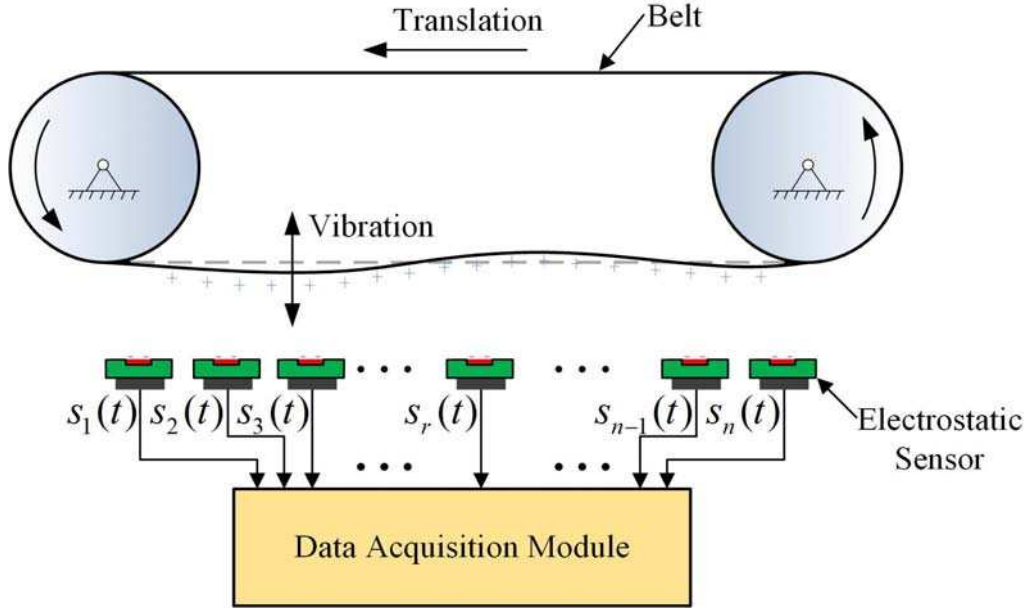 Translation
Belt
Vibration
s₁(t) s₂(t) s₃(t) sᵣ(t) sₙ₋₁(t) sₙ(t)
Electrostatic
Sensor
Data Acquisition Module